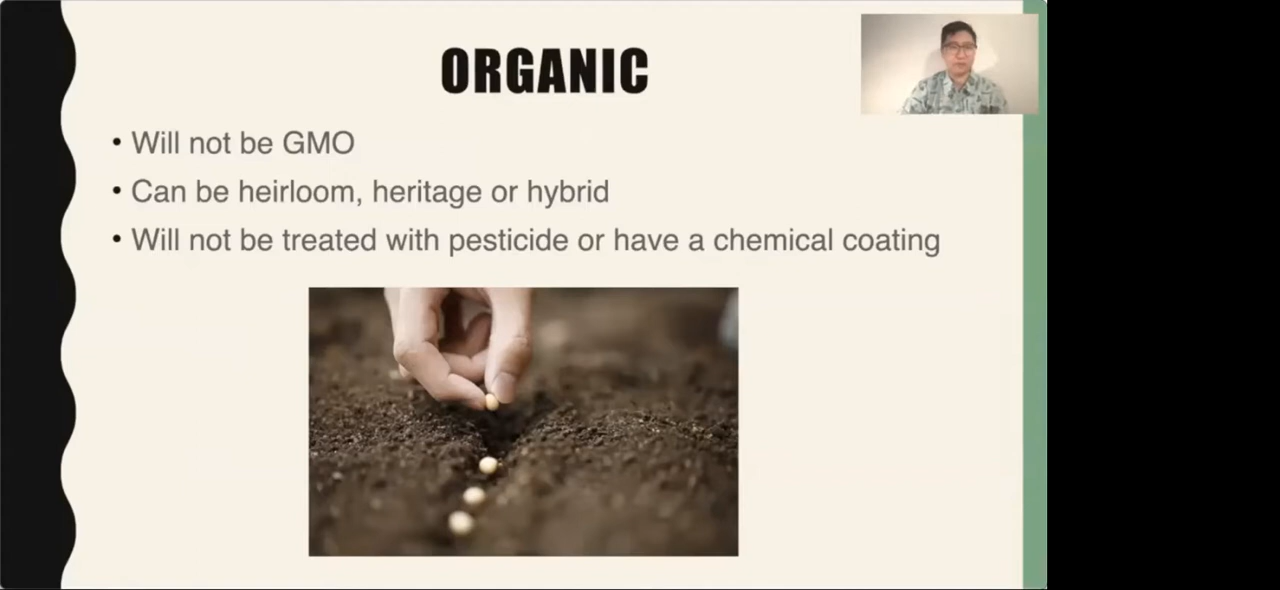 ORGANIC
• Will not be GMO
• Can be heirloom, heritage or hybrid
• Will not be treated with pesticide or have a chemical coating